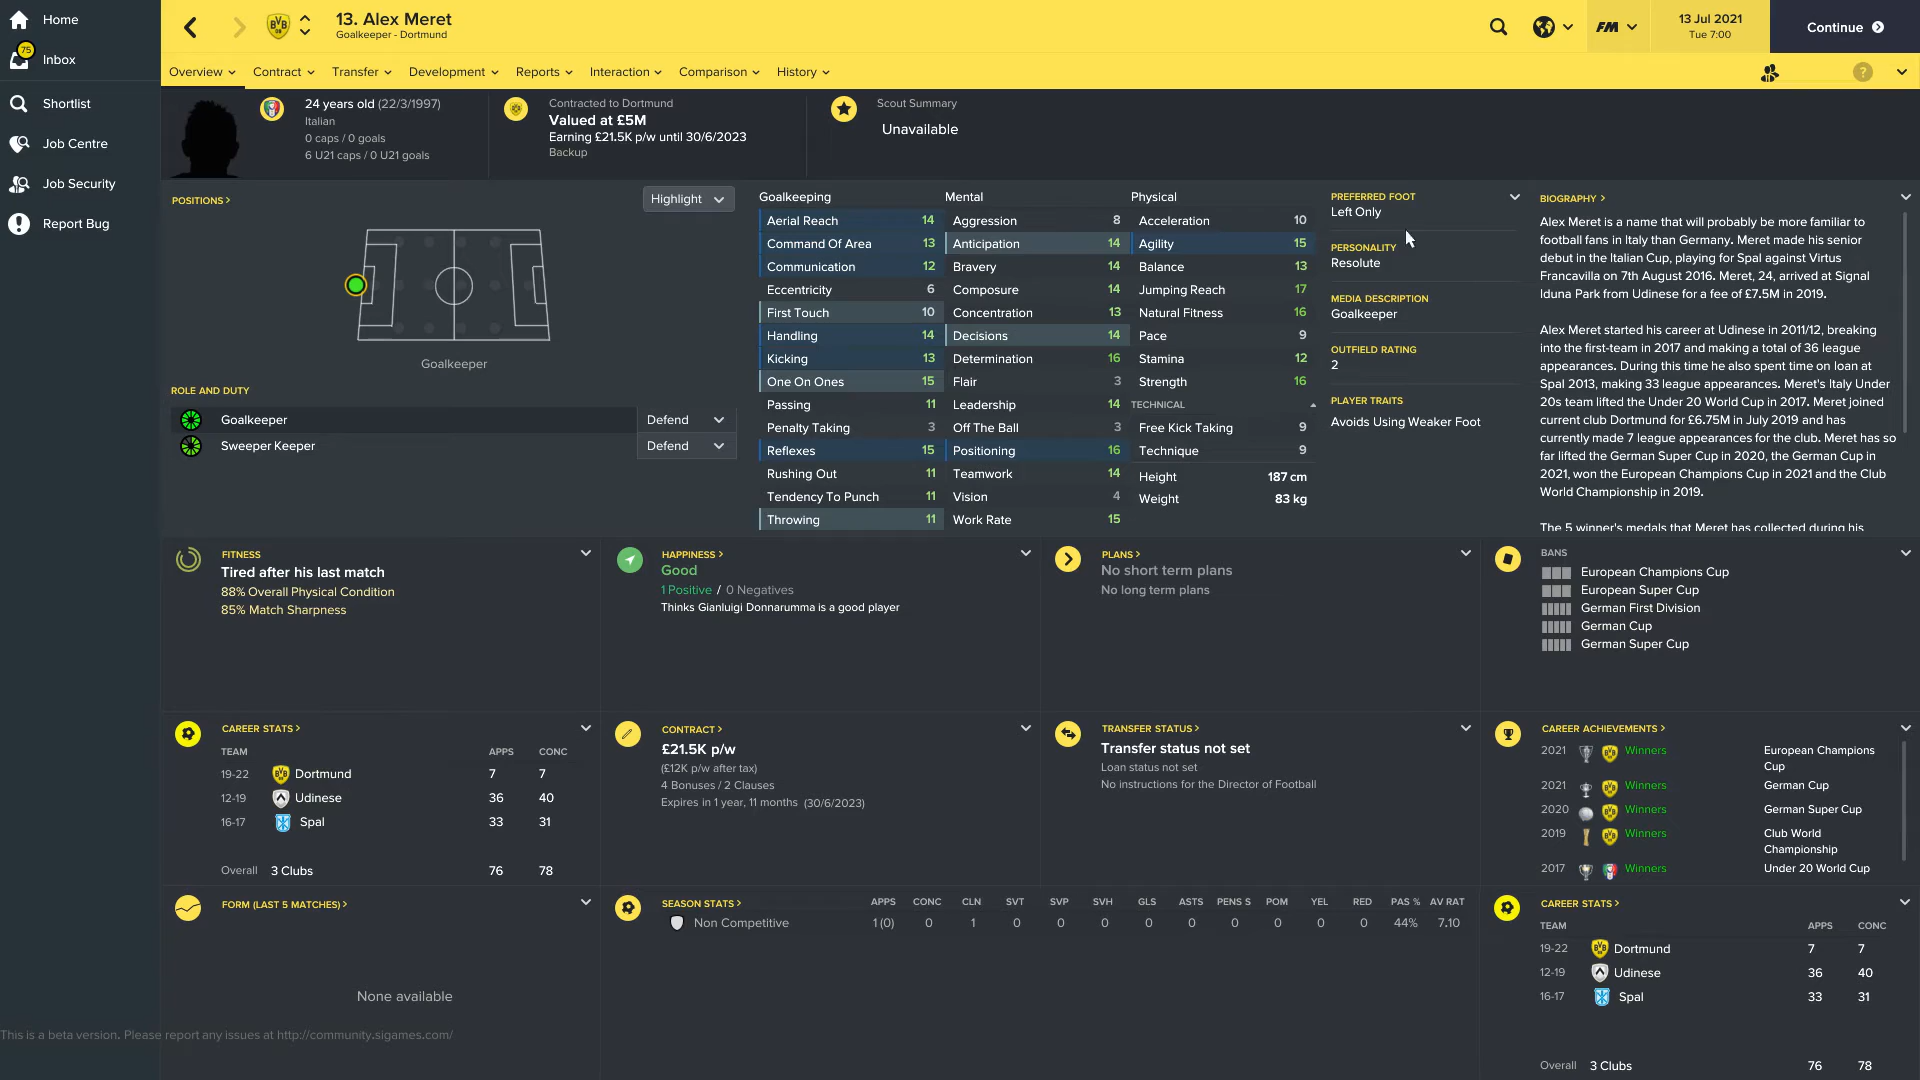 Home
75
Inbox
Shortlist
Job Centre
Job Security
Report Bug
13. Alex Meret
Goalkeeper - Dortmund
FM
13 Jul 2021
Tue 7:00
Continue
Overview Contract Transfer Development Reports Interaction Comparison History
?
24 years old (22/3/1997)
Italian
0 caps / 0 goals
6 U21 caps / 0 U21 goals
Contracted to Dortmund
Valued at £5M
Earning £21.5K p/w until 30/6/2023
Backup
Scout Summary
Unavailable
POSITIONS >
Highlight
Goalkeeper
ROLE AND DUTY
Goalkeeper Defend
Sweeper Keeper Defend
Goalkeeping
Aerial Reach 14
Command Of Area 13
Communication 12
Eccentricity 6
First Touch 10
Handling 14
Kicking 13
One On Ones 15
Passing 11
Penalty Taking 3
Reflexes 15
Rushing Out 11
Tendency To Punch 11
Throwing 11
Mental
Aggression 8
Anticipation 14
Bravery 14
Composure 14
Concentration 13
Decisions 14
Determination 16
Flair 3
Leadership 14
Off The Ball 3
Positioning 16
Teamwork 14
Vision 4
Work Rate 15
Physical
Acceleration 10
Agility 15
Balance 13
Jumping Reach 17
Natural Fitness 16
Pace 9
Stamina 12
Strength 16
TECHNICAL
Free Kick Taking 9
Technique 9
Height 187 cm
Weight 83 kg
PREFERRED FOOT
Left Only
PERSONALITY
Resolute
MEDIA DESCRIPTION
Goalkeeper
OUTFIELD RATING
2
PLAYER TRAITS
Avoids Using Weaker Foot
BIOGRAPHY >
Alex Meret is a name that will probably be more familiar to
football fans in Italy than Germany. Meret made his senior
debut in the Italian Cup, playing for Spal against Virtus
Francavilla on 7th August 2016. Meret, 24, arrived at Signal
Iduna Park from Udinese for a fee of £7.5M in 2019.
Alex Meret started his career at Udinese in 2011/12, breaking
into the first-team in 2017 and making a total of 36 league
appearances. During this time he also spent time on loan at
Spal 2013, making 33 league appearances. Meret's Italy Under
20s team lifted the Under 20 World Cup in 2017. Meret joined
current club Dortmund for £6.75M in July 2019 and has
currently made 7 league appearances for the club. Meret has so
far lifted the German Super Cup in 2020, the German Cup in
2021, won the European Champions Cup in 2021 and the Club
World Championship in 2019.
The 5 winner's medals that Meret has collected during his
FITNESS
Tired after his last match
88% Overall Physical Condition
85% Match Sharpness
HAPPINESS >
Good
1 Positive / 0 Negatives
Thinks Gianluigi Donnarumma is a good player
PLANS >
No short term plans
No long term plans
BANS
European Champions Cup
European Super Cup
German First Division
German Cup
German Super Cup
CAREER STATS >
TEAM APPS CONC
19-22 Dortmund 7 7
12-19 Udinese 36 40
16-17 Spal 33 31
Overall 3 Clubs 76 78
CONTRACT >
£21.5K p/w
(£12K p/w after tax)
4 Bonuses / 2 Clauses
Expires in 1 year, 11 months (30/6/2023)
TRANSFER STATUS >
Transfer status not set
Loan status not set
No instructions for the Director of Football
CAREER ACHIEVEMENTS >
2021 Winners European Champions
Cup
2021 Winners German Cup
2020 Winners German Super Cup
2019 Winners Club World
Championship
2017 Winners Under 20 World Cup
FORM (LAST 5 MATCHES) >
None available
SEASON STATS > APPS CONC CLN SVT SVP SVH GLS ASTS PENS S POM YEL RED PAS % AV RAT
Non Competitive 1 (0) 0 1 0 0 0 0 0 0 0 0 0 44% 7.10
CAREER STATS >
TEAM APPS CONC
19-22 Dortmund 7 7
12-19 Udinese 36 40
16-17 Spal 33 31
Overall 3 Clubs 76 78
This is a beta version. Please report any issues at http://community.sigames.com/